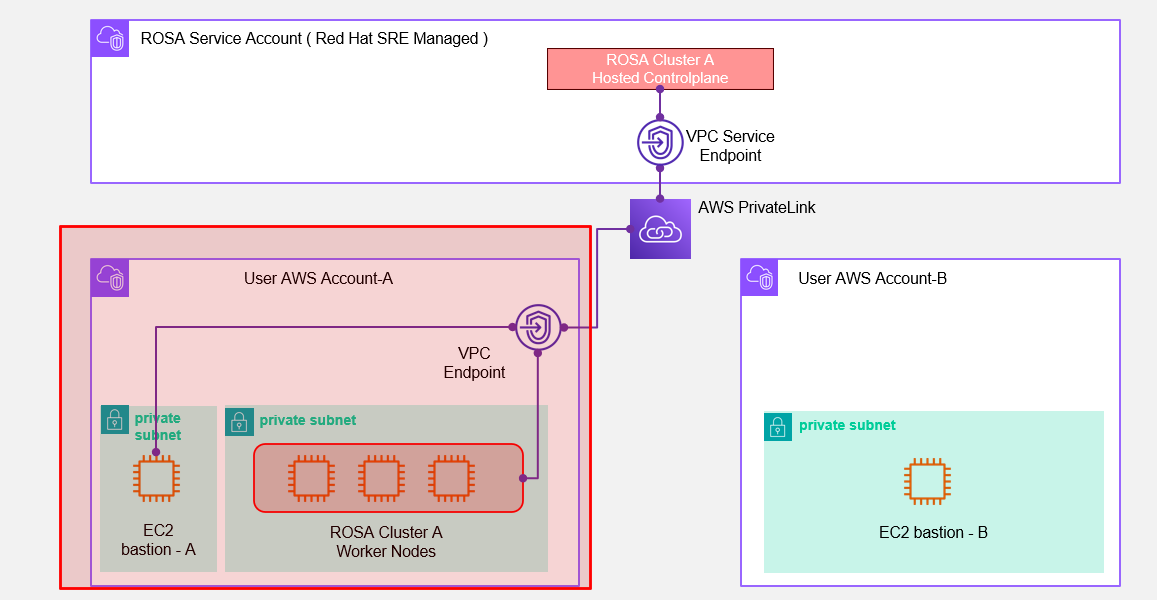 ROSA Service Account ( Red Hat SRE Managed )
ROSA Cluster A
Hosted Controlplane
VPC Service
Endpoint
AWS PrivateLink
User AWS Account-A
VPC
Endpoint
private
subnet
private subnet
EC2
bastion - A
ROSA Cluster A
Worker Nodes
User AWS Account-B
private subnet
EC2 bastion - B